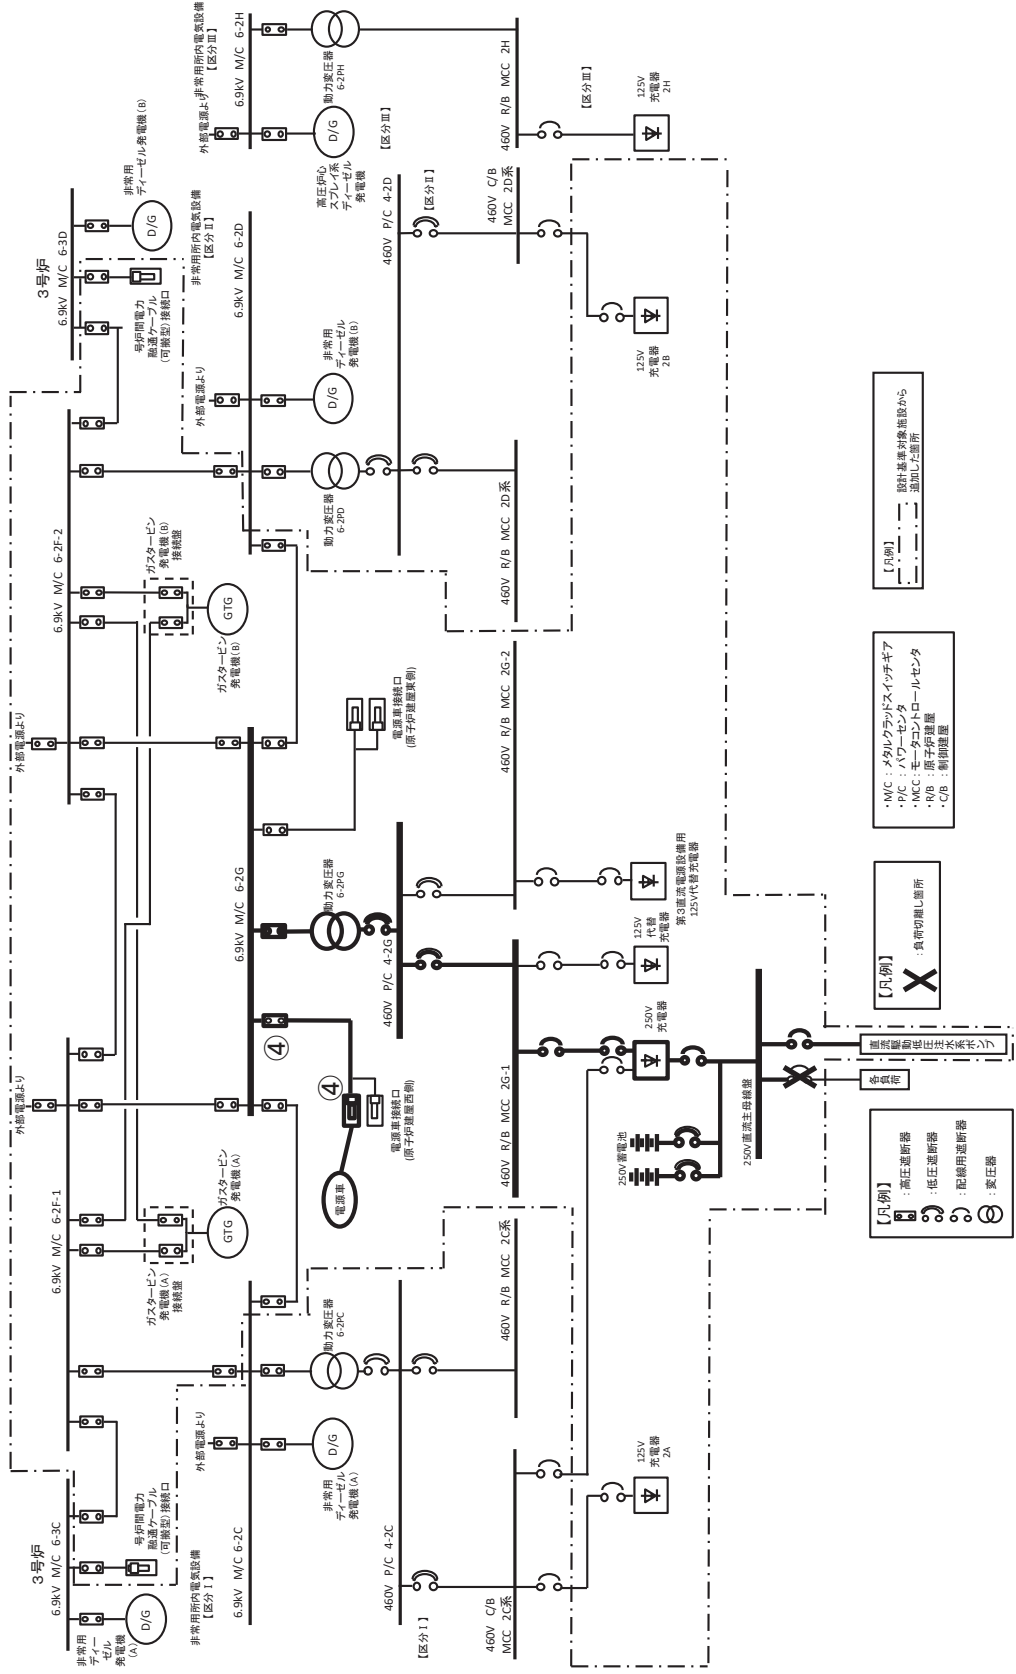 3号炉
6.9kV M/C 6-3C
非常用
ディー
ゼル
発電機
(A)
D/G
号炉間電力
融通ケーブル
(可搬型)接続口
6.9kV M/C 6-2F-1
外部電源より
ガスタービン
発電機(A)
接続盤
GTG
ガスタービン
発電機(A)
外部電源より
6.9kV M/C 6-2F-2
ガスタービン
発電機(B)
接続盤
GTG
ガスタービン
発電機(B)
3号炉
6.9kV M/C 6-3D
号炉間電力
融通ケーブル
(可搬型)接続口
D/G
非常用
ディーゼル発電機(B)
非常用所内電気設備
【区分Ⅰ】
6.9kV M/C 6-2C
外部電源より
非常用
ディーゼル
発電機(A)
D/G
動力変圧器
6-2PC
6.9kV M/C 6-2G
④
④
電源車
電源車接続口
(原子炉建屋西側)
動力変圧器
6-2PG
電源車接続口
(原子炉建屋東側)
非常用所内電気設備
【区分Ⅱ】
6.9kV M/C 6-2D
外部電源より
動力変圧器
6-2PD
D/G
非常用
ディーゼル
発電機(B)
非常用所内電気設備
【区分Ⅲ】
6.9kV M/C 6-2H
外部電源より
高圧炉心
スプレイ系
ディーゼル
発電機
D/G
動力変圧器
6-2PH
【区分Ⅲ】
460V P/C 4-2C
【区分Ⅰ】
460V P/C 4-2G
460V P/C 4-2D
【区分Ⅱ】
460V C/B
MCC 2C系
460V R/B MCC 2C系
460V R/B MCC 2G-1
460V R/B MCC 2G-2
460V R/B MCC 2D系
460V C/B
MCC 2D系
460V R/B MCC 2H
【区分Ⅲ】
125V
充電器
2A
250V
充電器
125V
代替
充電器
第3直流電源設備用
125V代替充電器
125V
充電器
2B
125V
充電器
2H
250V蓄電池
250V直流主母線盤
各負荷
直流駆動低圧注水系ポンプ
【凡例】
:高圧遮断器
:低圧遮断器
:配線用遮断器
:変圧器
【凡例】
:負荷切離し箇所
・M/C :メタルクラッドスイッチギア
・P/C :パワーセンタ
・MCC:モータコントロールセンタ
・R/B :原子炉建屋
・C/B :制御建屋
【凡例】
設計基準対象施設から
追加した箇所